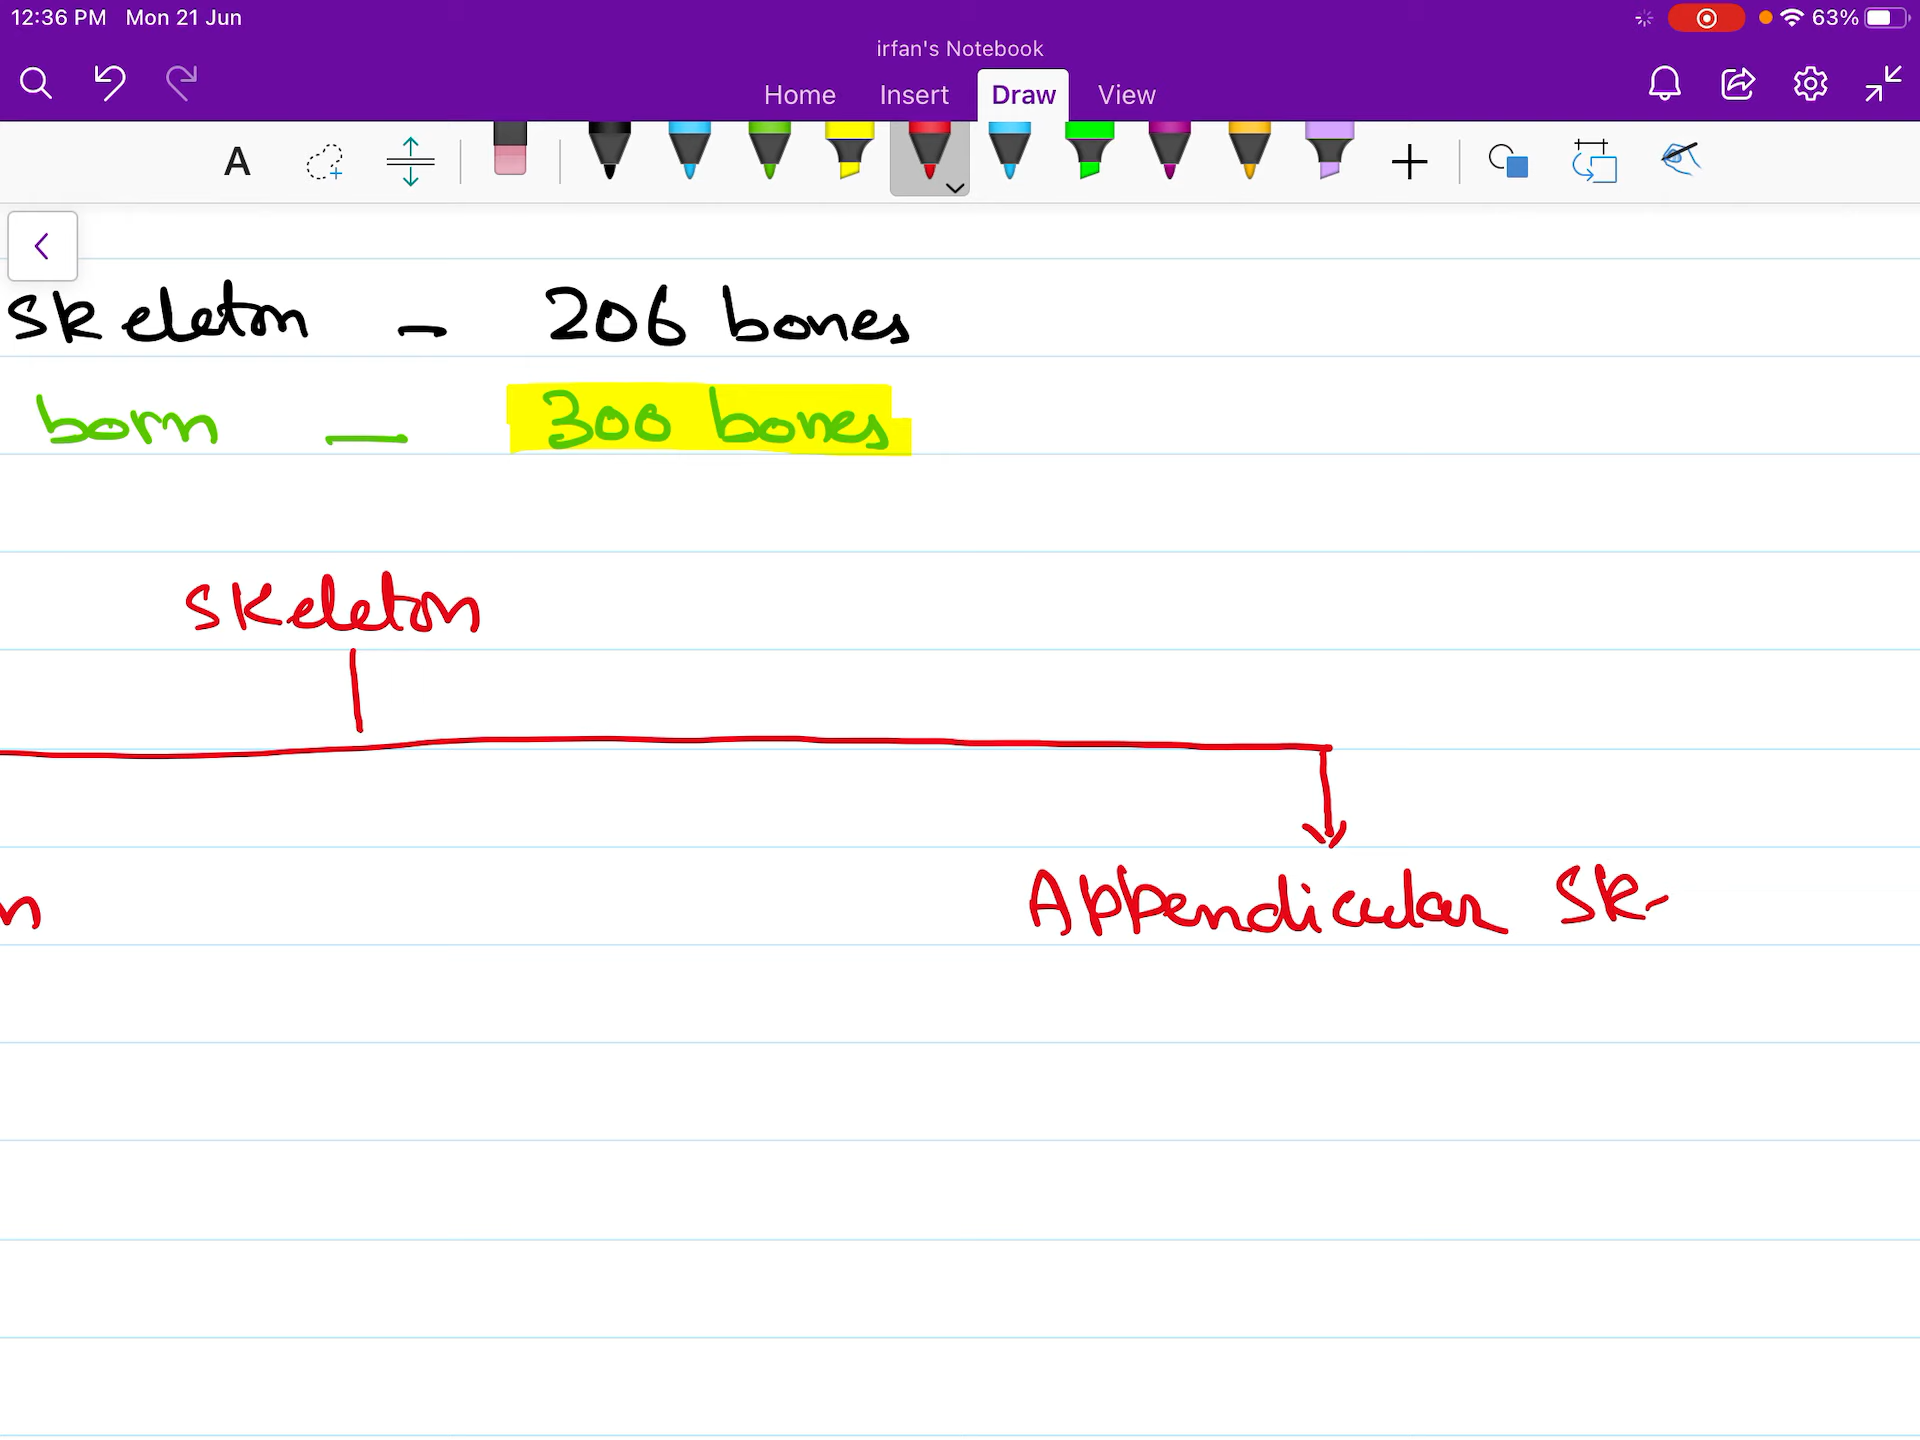 12:36 PM Mon 21 Jun 63%
irfan's Notebook
Home Insert Draw View
A
Skeleton - 206 bones
born - 300 bones
Skeleton
n Appendicular Sk-